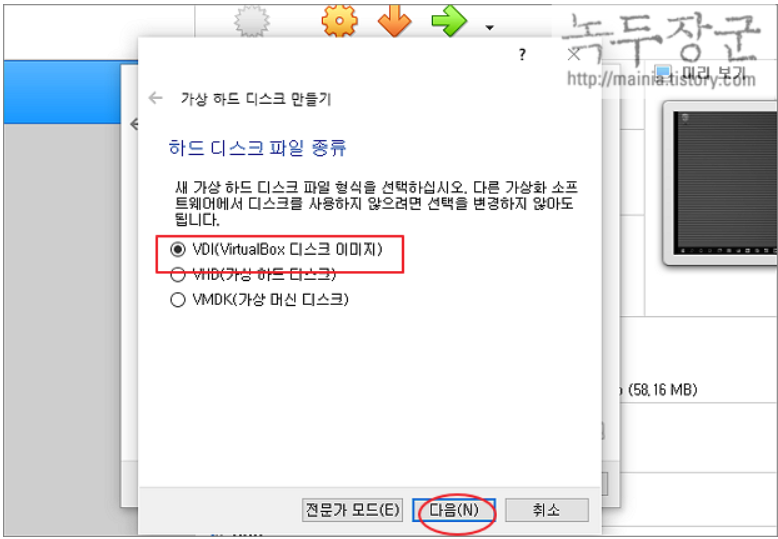 녹두장군
?
×
http://mainia.tistory.com
미리 보기
가상 하드 디스크 만들기
하드 디스크 파일 종류
새 가상 하드 디스크 파일 형식을 선택하십시오. 다른 가상화 소프
트웨어에서 디스크를 사용하지 않으려면 선택을 변경하지 않아도
됩니다.
VDI(VirtualBox 디스크 이미지)
VHD(가상 하드 디스크)
VMDK(가상 머신 디스크)
(58,16 MB)
전문가 모드(E)
다음(N)
취소